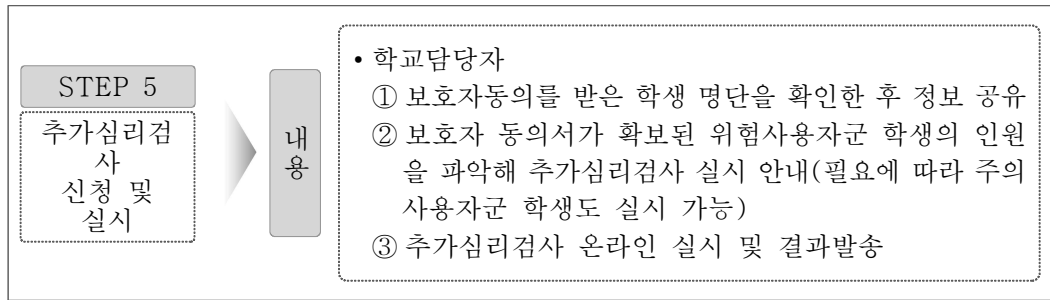 STEP 5
추가심리검
사
신청 및
실시
내
용
• 학교담당자
① 보호자동의를 받은 학생 명단을 확인한 후 정보 공유
② 보호자 동의서가 확보된 위험사용자군 학생의 인원
을 파악해 추가심리검사 실시 안내(필요에 따라 주의
사용자군 학생도 실시 가능)
③ 추가심리검사 온라인 실시 및 결과발송